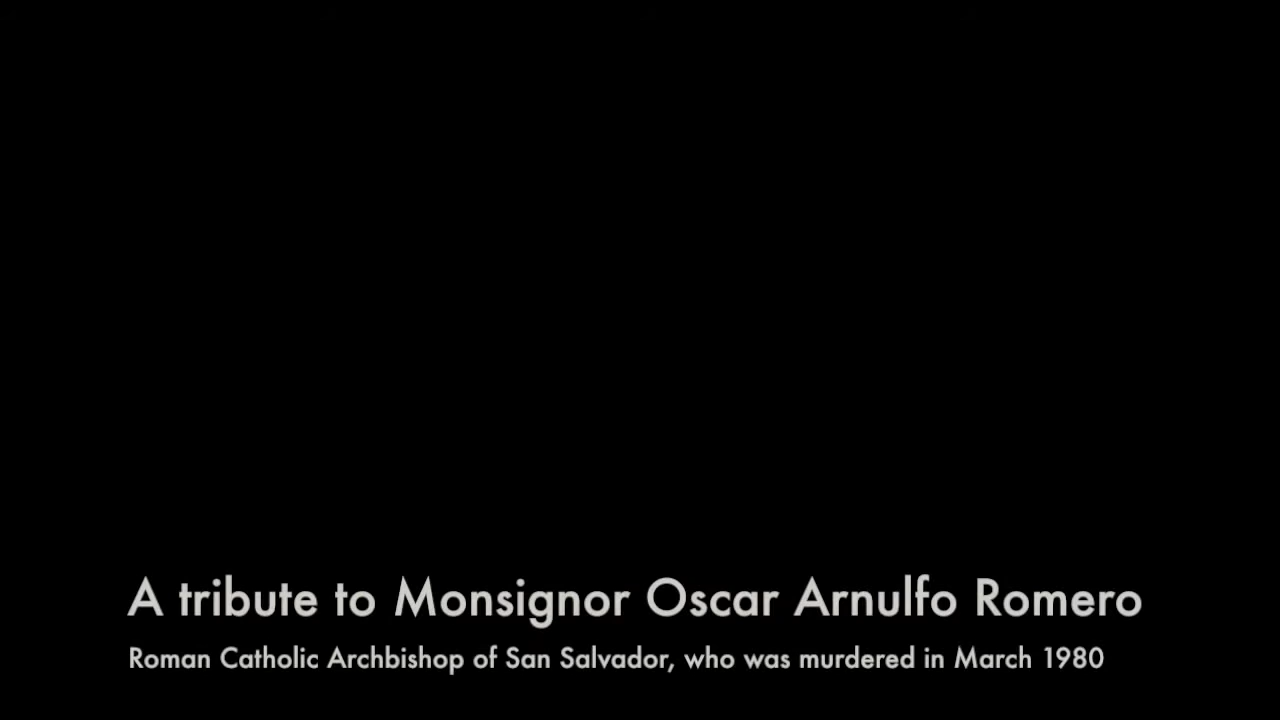 A tribute to Monsignor Oscar Arnulfo Romero
Roman Catholic Archbishop of San Salvador, who was murdered in March 1980